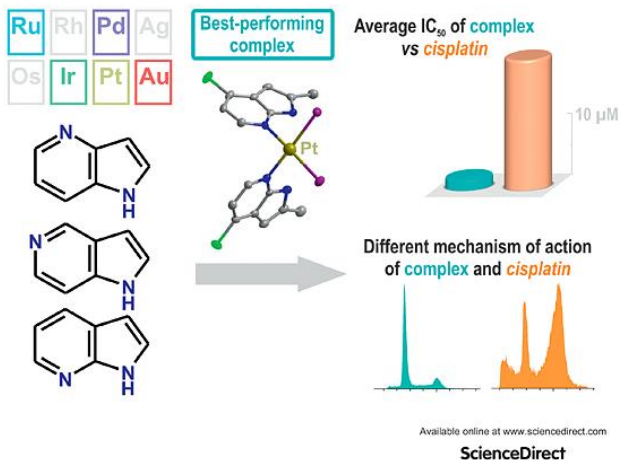 Ru Rh Pd Ag
Os Ir Pt Au
Best-performing
complex
Average IC50 of complex
vs cisplatin
10 µM
Pt
N
N
H
N
N
H
N
N
H
Different mechanism of action
of complex and cisplatin
Available online at www.sciencedirect.com
ScienceDirect